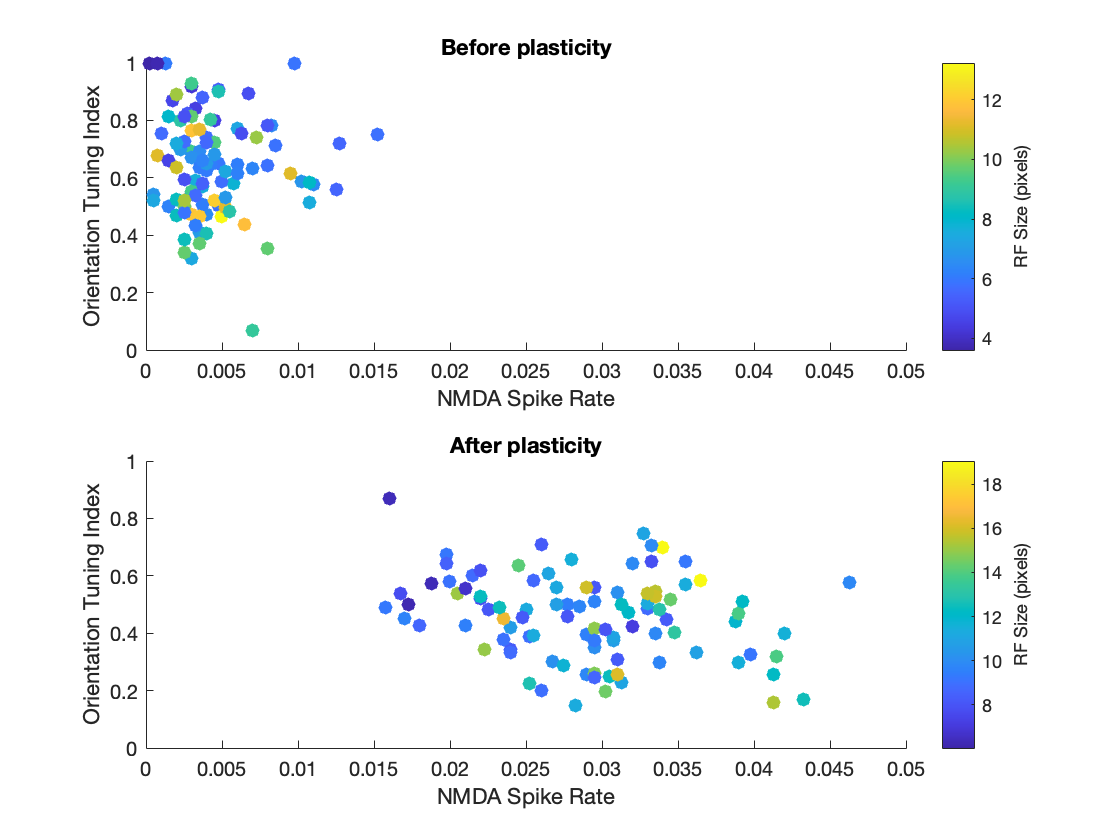 Before plasticity
1
0.8
0.6
0.4
0.2
0
Orientation Tuning Index
0 0.005 0.01 0.015 0.02 0.025 0.03 0.035 0.04 0.045 0.05
NMDA Spike Rate
12
10
8
6
4
RF Size (pixels)
After plasticity
1
0.8
0.6
0.4
0.2
0
Orientation Tuning Index
0 0.005 0.01 0.015 0.02 0.025 0.03 0.035 0.04 0.045 0.05
NMDA Spike Rate
18
16
14
12
10
8
RF Size (pixels)